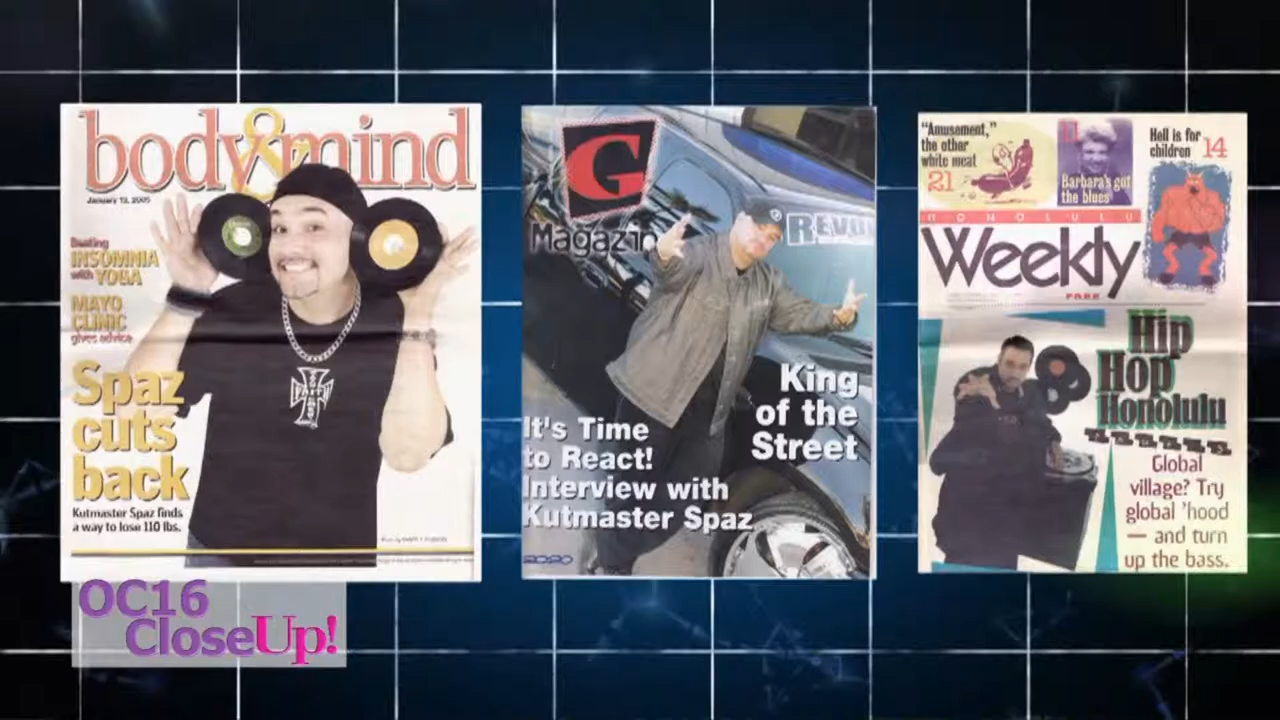 body&mind
January 13, 2005
Beating
INSOMNIA
with YOGA
MAYO
CLINIC
gives advice
Spaz
cuts
back
Kutmaster Spaz finds
a way to lose 110 lbs.
G
Magazin
King
of the
Street
It's Time
to React!
Interview with
Kutmaster Spaz
"Amusement,"
the other
white meat
21
11
Barbara's got
the blues
Hell is for
children 14
HONOLULU
Weekly
FREE
Hip
Hop
Honolulu
Global
village? Try
global 'hood
— and turn
up the bass.
OC16
CloseUp!